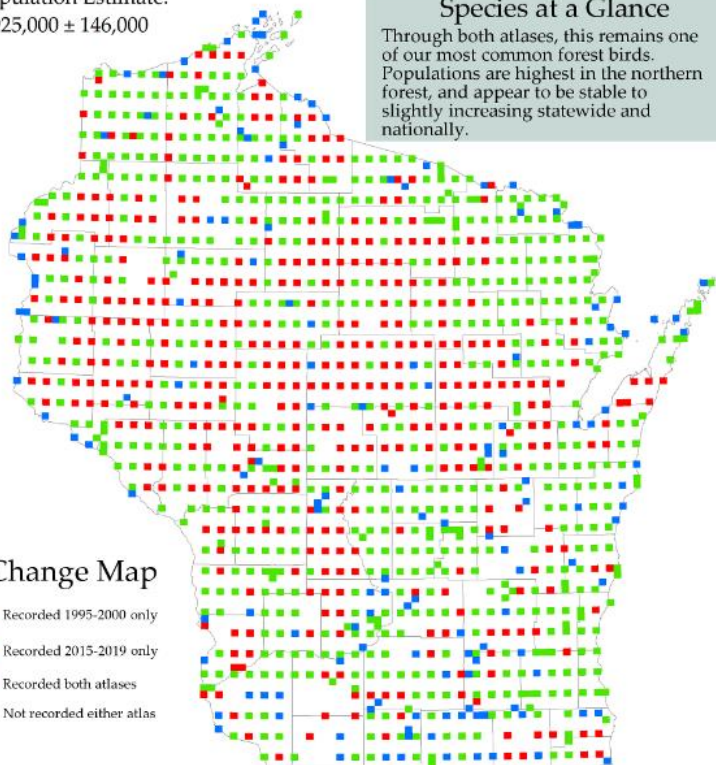 Estimate:
25,000 ± 146,000
Species at a Glance
Through both atlases, this remains one
of our most common forest birds.
Populations are highest in the northern
forest, and appear to be stable to
slightly increasing statewide and
nationally.
Change Map
Recorded 1995-2000 only
Recorded 2015-2019 only
Recorded both atlases
Not recorded either atlas